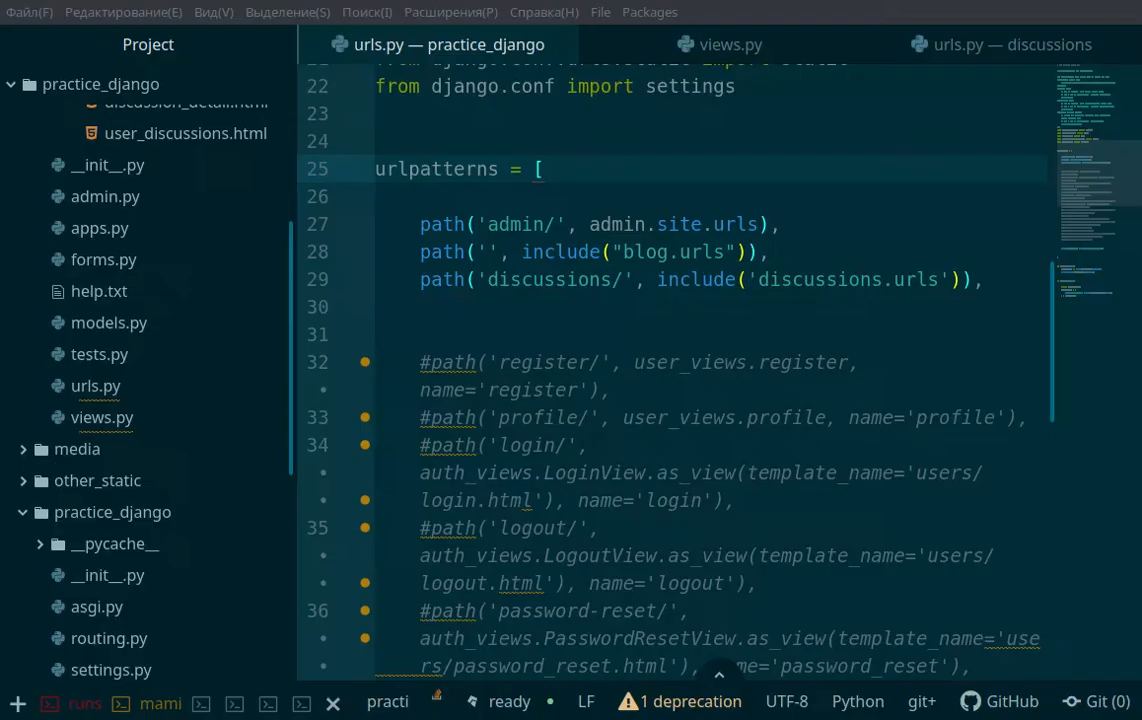 Файл(F) Редактирование(E) Вид(V) Выделение(S) Поиск(I) Расширения(P) Справка(H) File Packages
Project
urls.py — practice_django
views.py
urls.py — discussions
practice_django
discussion_detail.html
user_discussions.html
__init__.py
admin.py
apps.py
forms.py
help.txt
models.py
tests.py
urls.py
views.py
media
other_static
practice_django
__pycache__
__init__.py
asgi.py
routing.py
settings.py
22 from django.conf import settings
23
24
25 urlpatterns = [
26
27 path('admin/', admin.site.urls),
28 path('', include("blog.urls")),
29 path('discussions/', include('discussions.urls')),
30
31
32 #path('register/', user_views.register,
name='register'),
33 #path('profile/', user_views.profile, name='profile'),
34 #path('login/',
auth_views.LoginView.as_view(template_name='users/
login.html'), name='login'),
35 #path('logout/',
auth_views.LogoutView.as_view(template_name='users/
logout.html'), name='logout'),
36 #path('password-reset/',
auth_views.PasswordResetView.as_view(template_name='use
rs/password_reset.html'), name='password_reset'),
runs mami practi ready LF 1 deprecation UTF-8 Python git+ GitHub Git (0)